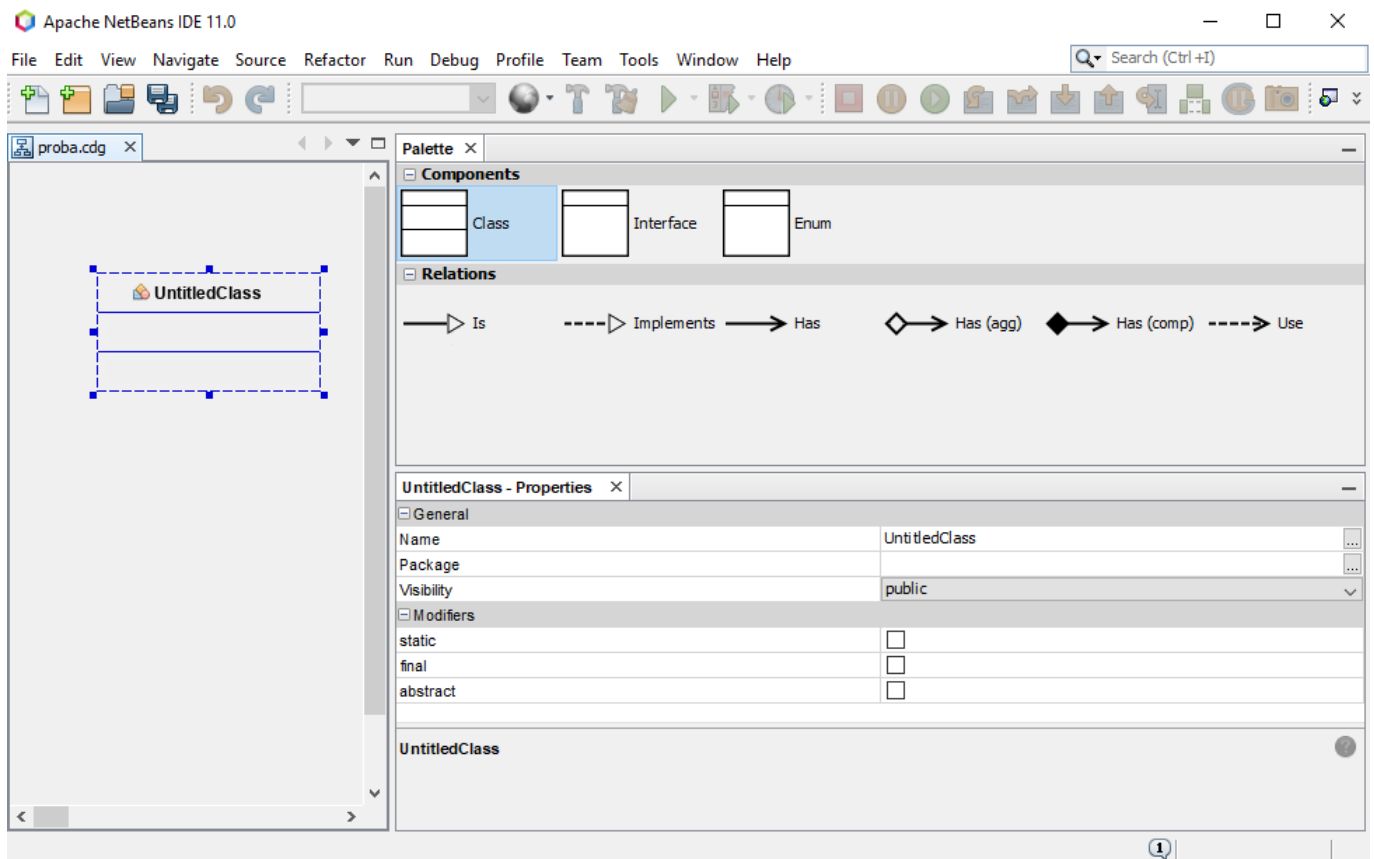 Apache NetBeans IDE 11.0
File Edit View Navigate Source Refactor Run Debug Profile Team Tools Window Help
Search (Ctrl+I)
proba.cdg
UntitledClass
Palette
Components
Class Interface Enum
Relations
Is Implements Has Has (agg) Has (comp) Use
UntitledClass - Properties
General
Name UntitledClass ...
Package ...
Visibility public
Modifiers
static
final
abstract
UntitledClass
?
1